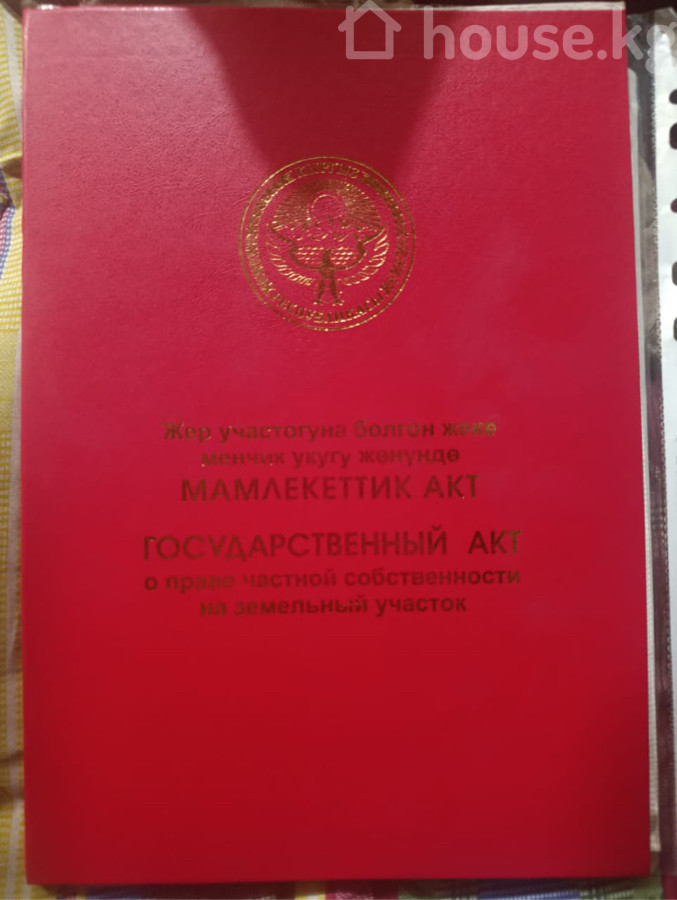 house.kg
Жер участогуна болгон жеке
менчик укугу жөнүндө
МАМЛЕКЕТТИК АКТ
ГОСУДАРСТВЕННЫЙ АКТ
о праве частной собственности
на земельный участок